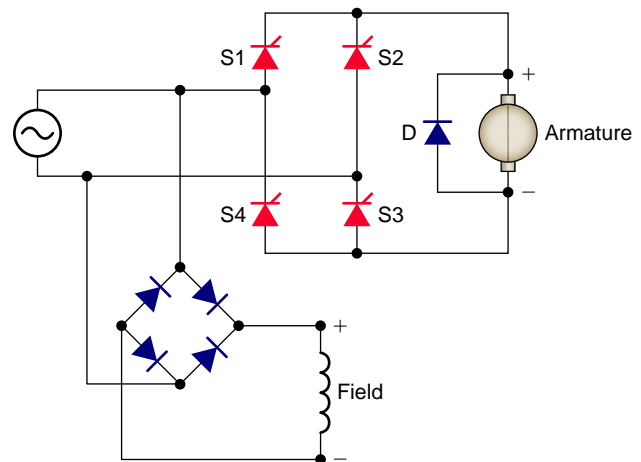 S1
S2
+
D
Armature
−
S4
S3
+
Field
−